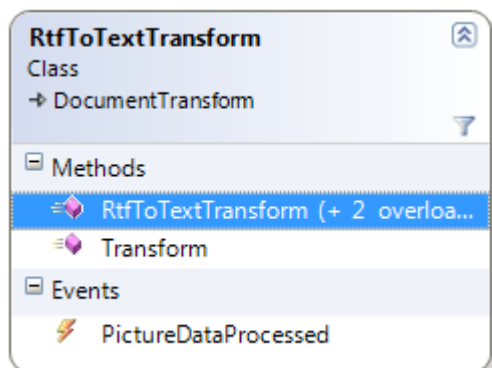 RtfToTextTransform
Class
DocumentTransform
Methods
RtfToTextTransform (+ 2 overloa...
Transform
Events
PictureDataProcessed